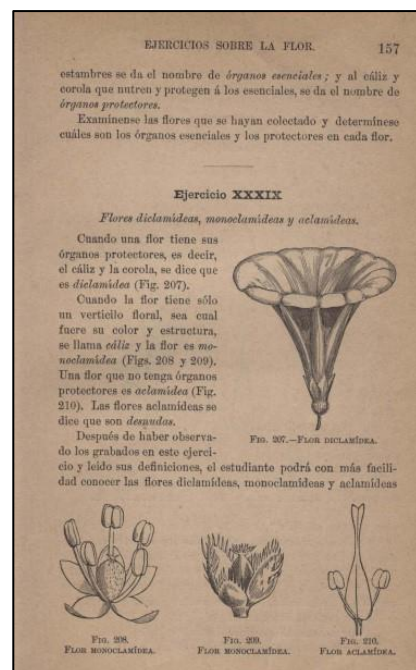 EJERCICIOS SOBRE LA FLOR. 157
estambres se da el nombre de órganos esenciales; y al cáliz y
corola que nutren y protegen á los esenciales, se da el nombre de
órganos protectores.
Examínense las flores que se hayan colectado y determínese
cuáles son los órganos esenciales y los protectores en cada flor.
Ejercicio XXXIX
Flores diclamídeas, monoclamídeas y aclamídeas.
Cuando una flor tiene sus
órganos protectores, es decir,
el cáliz y la corola, se dice que
es diclamídea (Fig. 207).
Cuando la flor tiene sólo
un verticilo floral, sea cual
fuere su color y estructura,
se llama cáliz y la flor es mo-
noclamídea (Figs. 208 y 209).
Una flor que no tenga órganos
protectores es aclamídea (Fig.
210). Las flores aclamídeas se
dice que son desnudas.
Después de haber observa-
do los grabados en este ejerci-
cio y leído sus definiciones, el estudiante podrá con más facili-
dad conocer las flores diclamídeas, monoclamídeas y aclamídeas
FIG. 207.—FLOR DICLAMÍDEA.
FIG. 208.
FLOR MONOCLAMÍDEA.
FIG. 209.
FLOR MONOCLAMÍDEA.
FIG. 210.
FLOR ACLAMÍDEA.